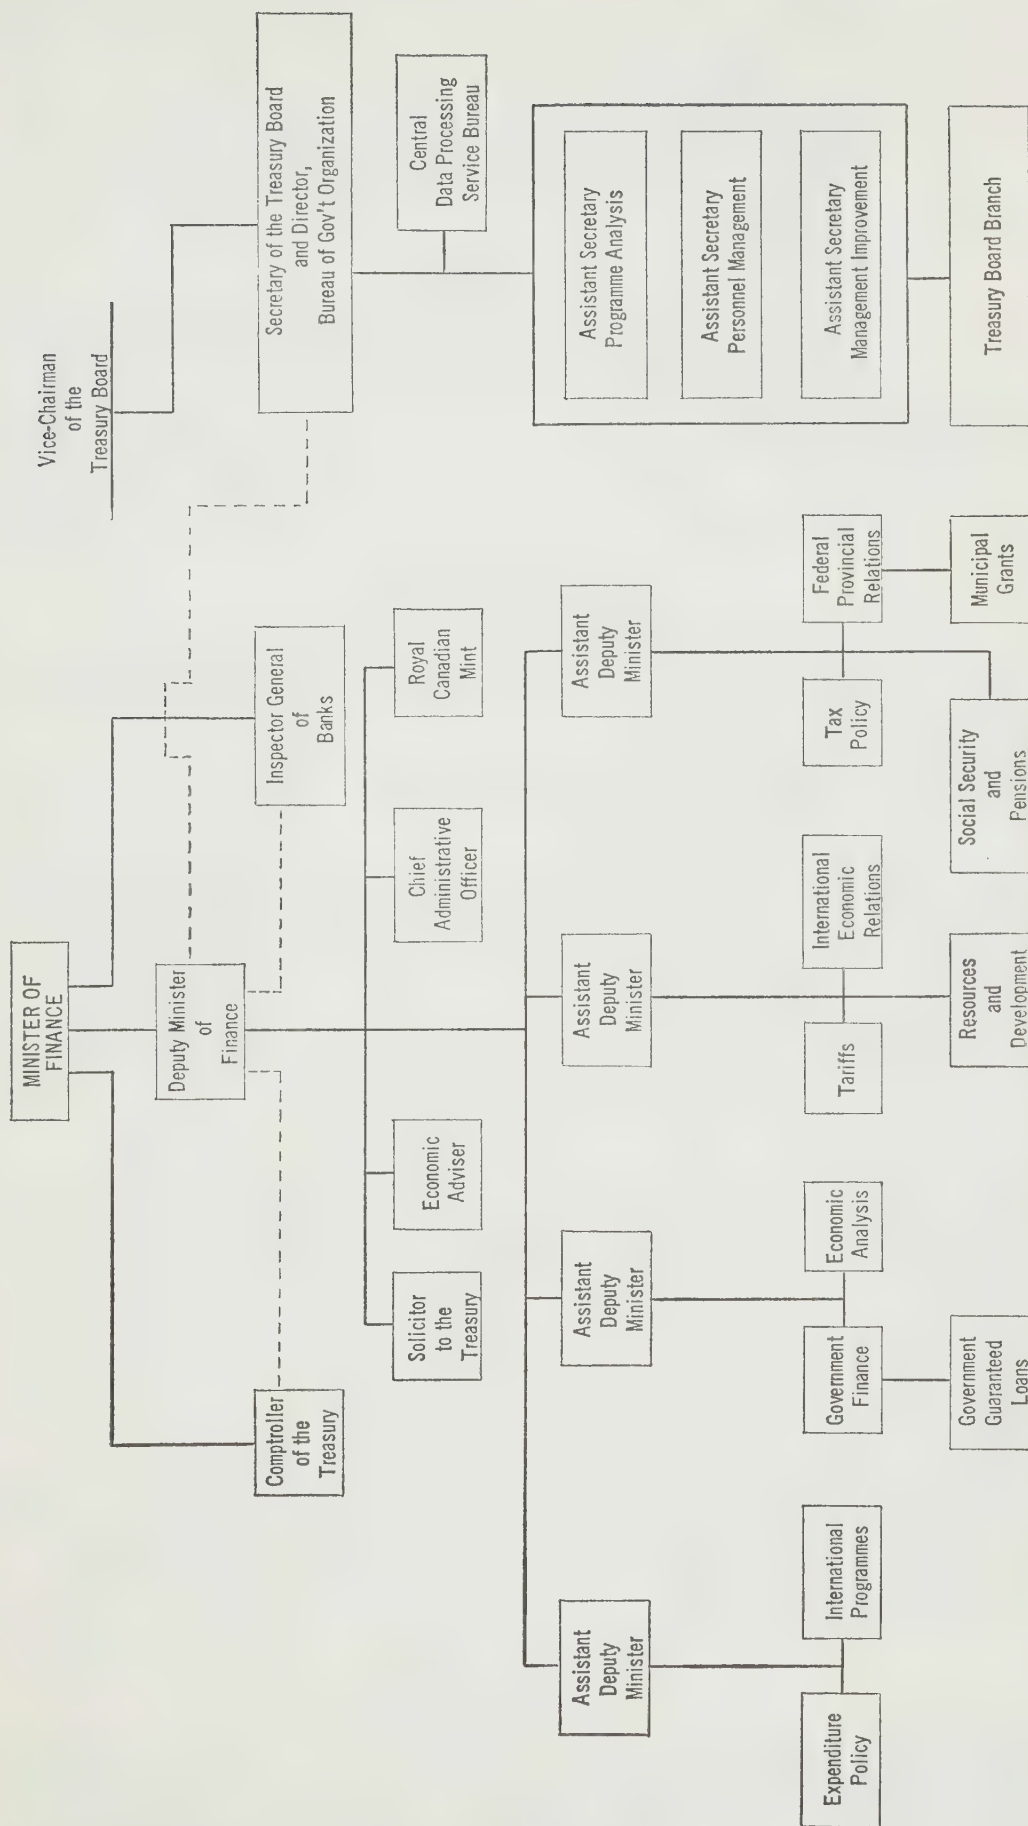 MINISTER OF
FINANCE
Vice-Chairman
of the
Treasury Board
Deputy Minister
of
Finance
Comptroller
of the
Treasury
Inspector General
of
Banks
Secretary of the Treasury Board
and Director,
Bureau of Gov't Organization
Solicitor
to the
Treasury
Economic
Adviser
Chief
Administrative
Officer
Royal
Canadian
Mint
Central
Data Processing
Service Bureau
Assistant
Deputy
Minister
Assistant
Deputy
Minister
Assistant
Deputy
Minister
Assistant
Deputy
Minister
Assistant Secretary
Programme Analysis
Assistant Secretary
Personnel Management
Assistant Secretary
Management Improvement
Expenditure
Policy
International
Programmes
Government
Finance
Economic
Analysis
Tariffs
International
Economic
Relations
Tax
Policy
Federal
Provincial
Relations
Government
Guaranteed
Loans
Resources
and
Development
Social Security
and
Pensions
Municipal
Grants
Treasury Board Branch